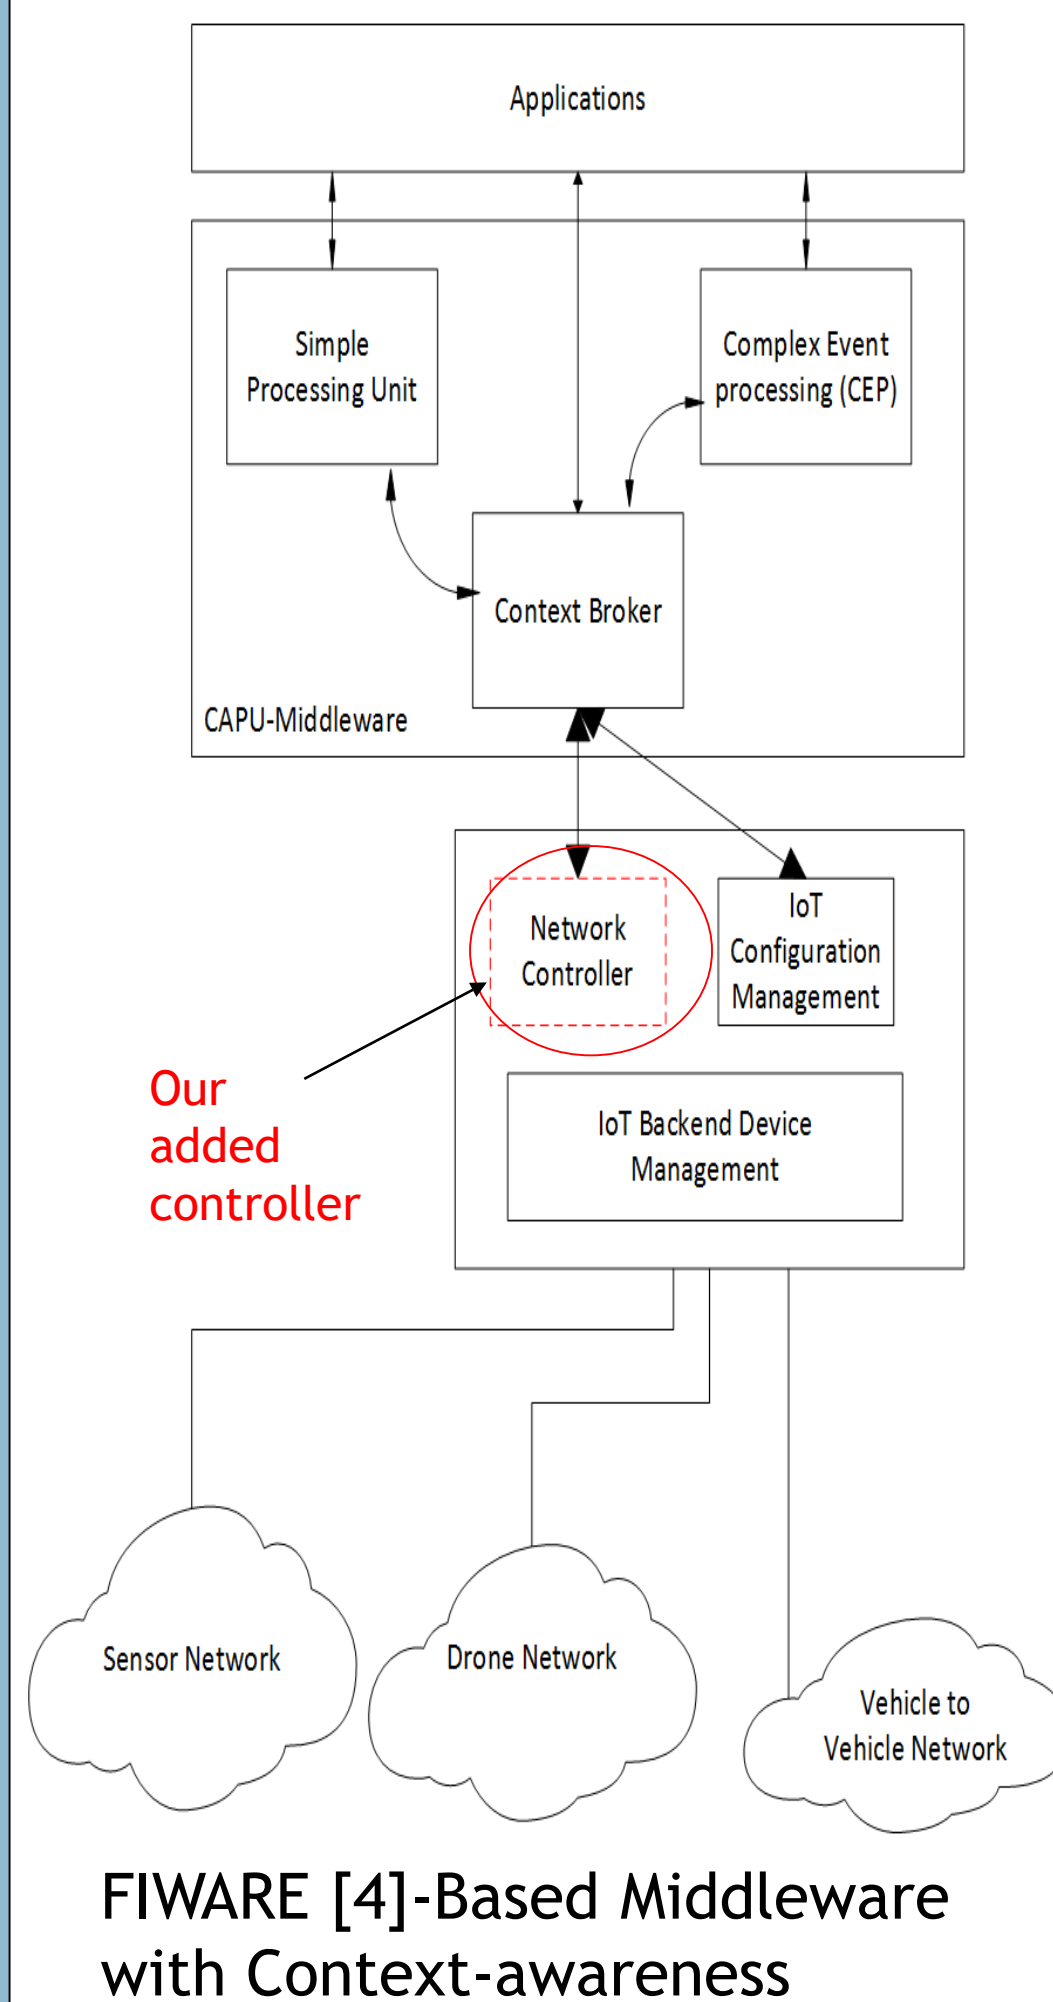 Applications
Simple
Processing Unit
Complex Event
processing (CEP)
Context Broker
CAPU-Middleware
Network
Controller
IoT
Configuration
Management
Our
added
controller
IoT Backend Device
Management
Sensor Network
Drone Network
Vehicle to
Vehicle Network
FIWARE [4]-Based Middleware
with Context-awareness